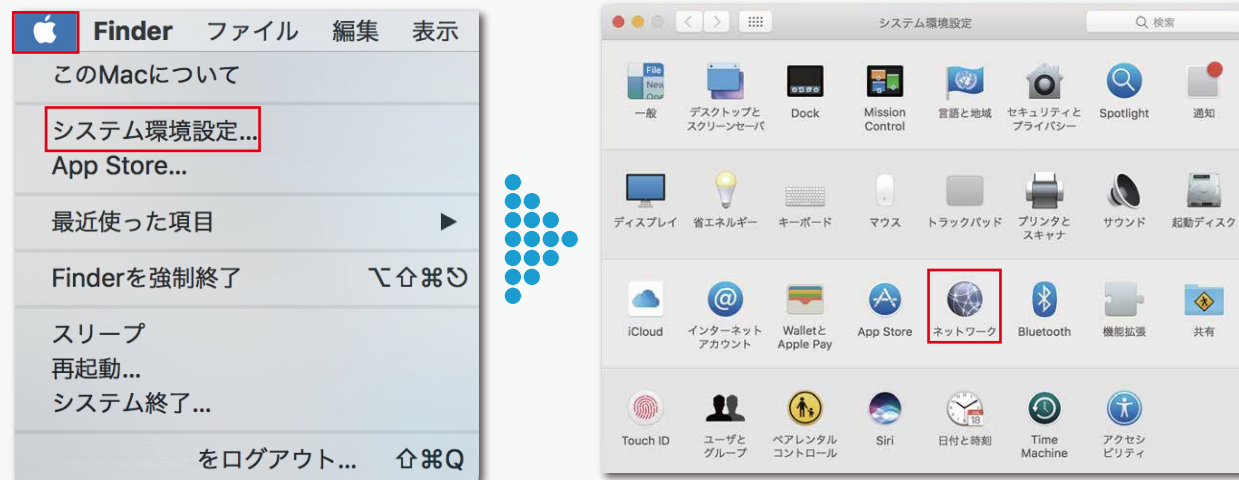 Finder ファイル 編集 表示
このMacについて
システム環境設定...
App Store...
最近使った項目 ▶
Finderを強制終了 ⌥⇧⌘⎋
スリープ
再起動...
システム終了...
をログアウト... ⇧⌘Q
システム環境設定
検索
File
New
一般
デスクトップと
スクリーンセーバ
Dock
Mission
Control
言語と地域
セキュリティと
プライバシー
Spotlight
通知
ディスプレイ
省エネルギー
キーボード
マウス
トラックパッド
プリンタと
スキャナ
サウンド
起動ディスク
iCloud
@
インターネット
アカウント
Walletと
Apple Pay
App Store
ネットワーク
Bluetooth
機能拡張
共有
Touch ID
ユーザと
グループ
ペアレンタル
コントロール
Siri
18
日付と時刻
Time
Machine
アクセシ
ビリティ